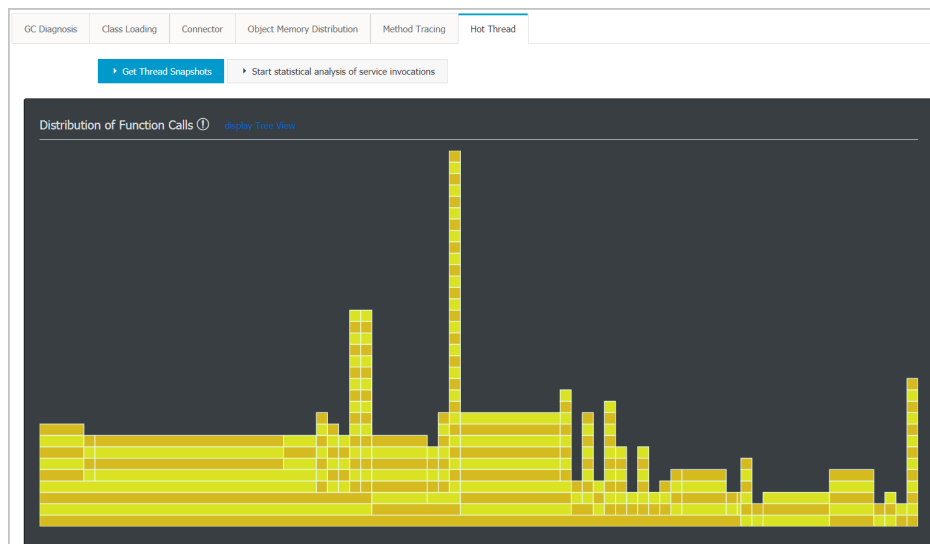 GC Diagnosis Class Loading Connector Object Memory Distribution Method Tracing Hot Thread
Get Thread Snapshots Start statistical analysis of service invocations
Distribution of Function Calls display Tree View